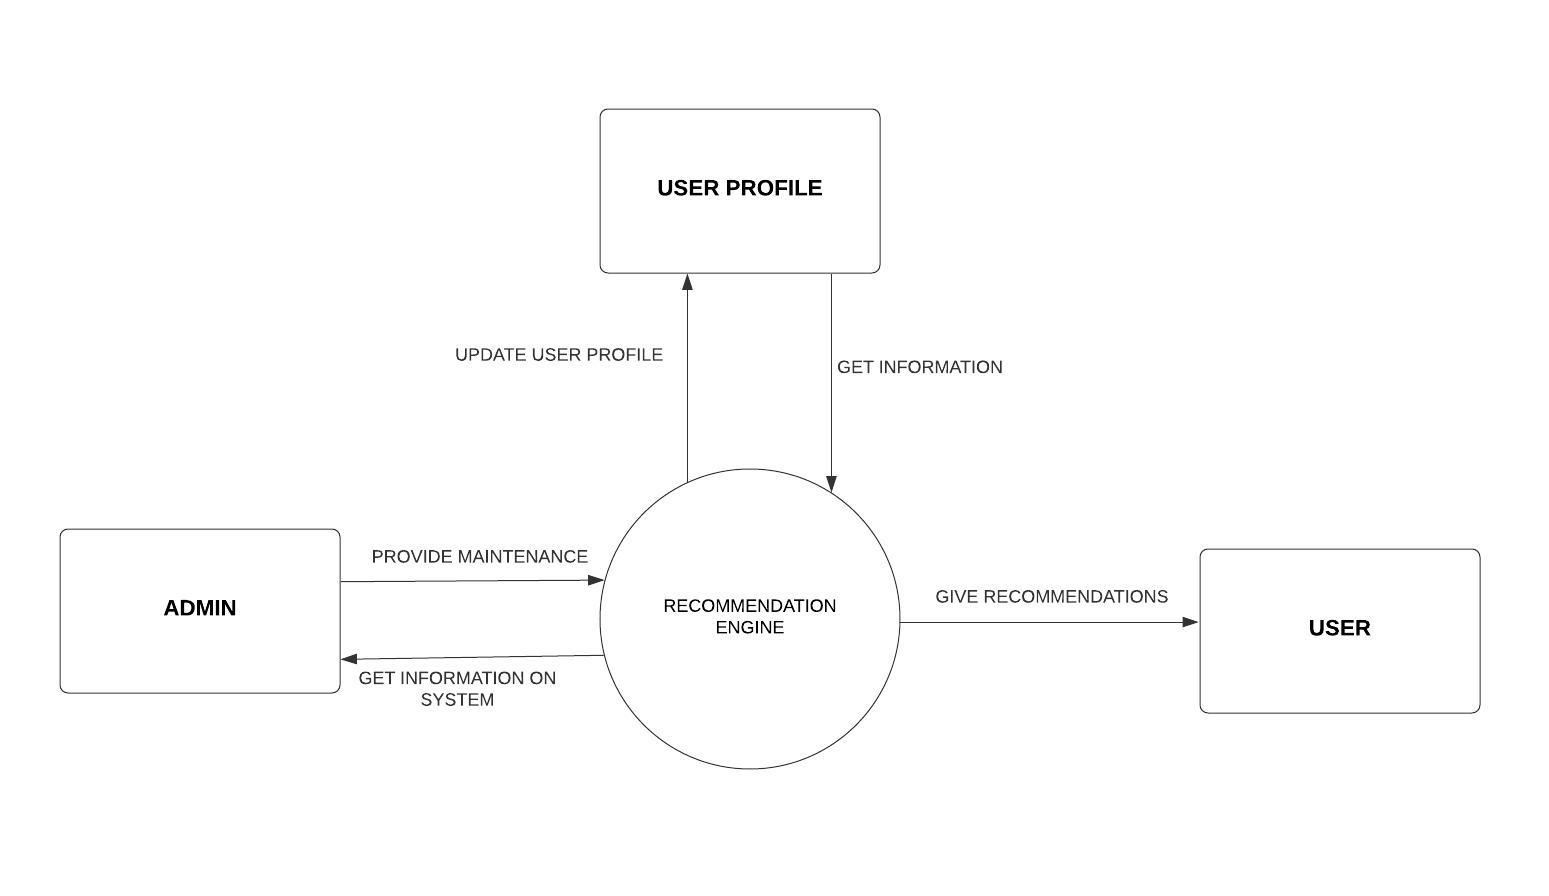 USER PROFILE
UPDATE USER PROFILE
GET INFORMATION
PROVIDE MAINTENANCE
ADMIN
GET INFORMATION ON
SYSTEM
RECOMMENDATION
ENGINE
GIVE RECOMMENDATIONS
USER